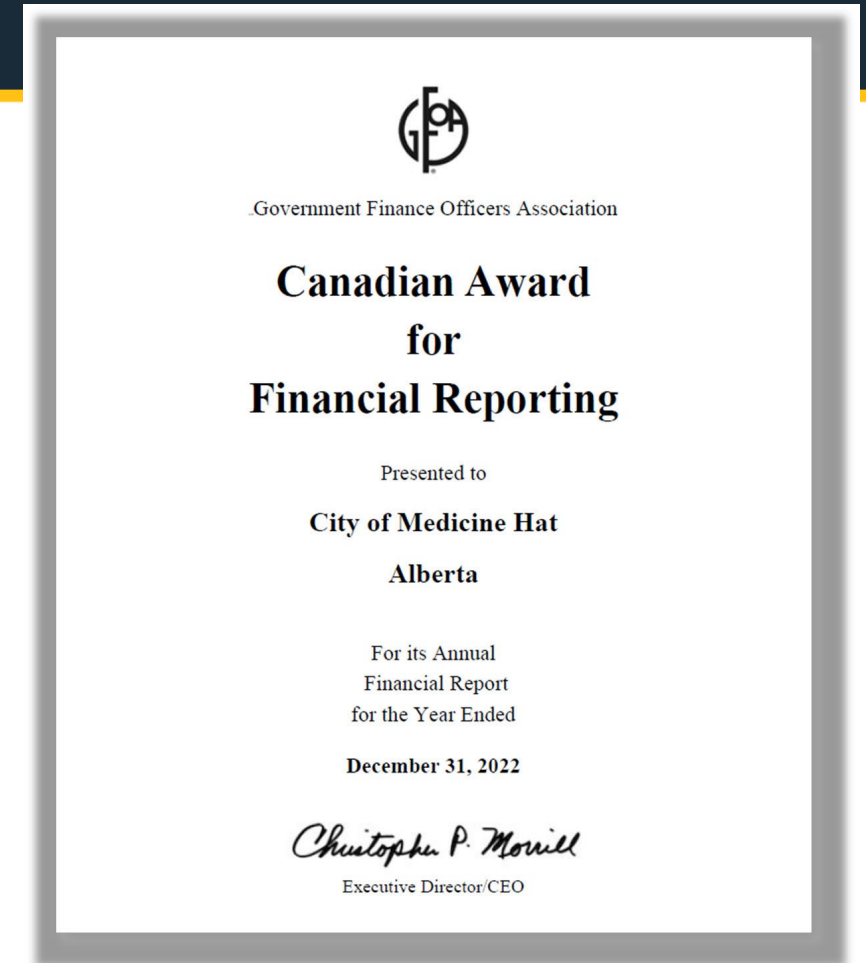 GFOA
Government Finance Officers Association
Canadian Award
for
Financial Reporting
Presented to
City of Medicine Hat
Alberta
For its Annual
Financial Report
for the Year Ended
December 31, 2022
Christopher P. Morrill
Executive Director/CEO